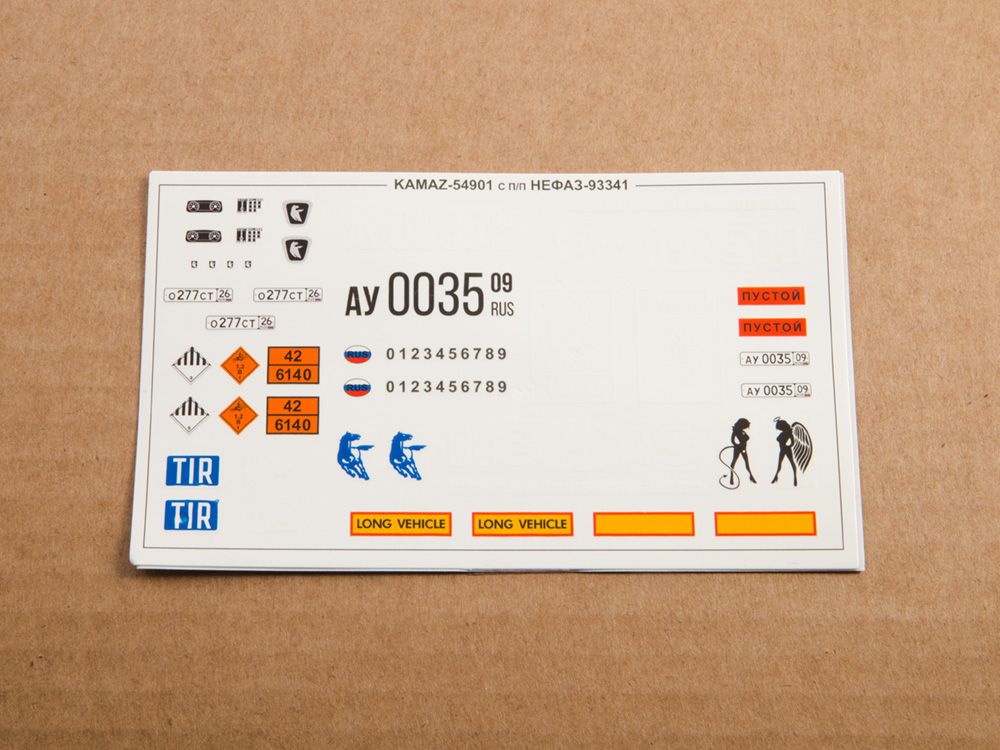 KAMAZ-54901 с п/п НЕФАЗ-93341
о277ст 26
о277ст 26
о277ст 26
АУ 0035 09 RUS
ПУСТОЙ
ПУСТОЙ
RUS 0123456789
RUS 0123456789
АУ 0035 09
АУ 0035 09
42
6140
42
6140
TIR
TIR
LONG VEHICLE
LONG VEHICLE